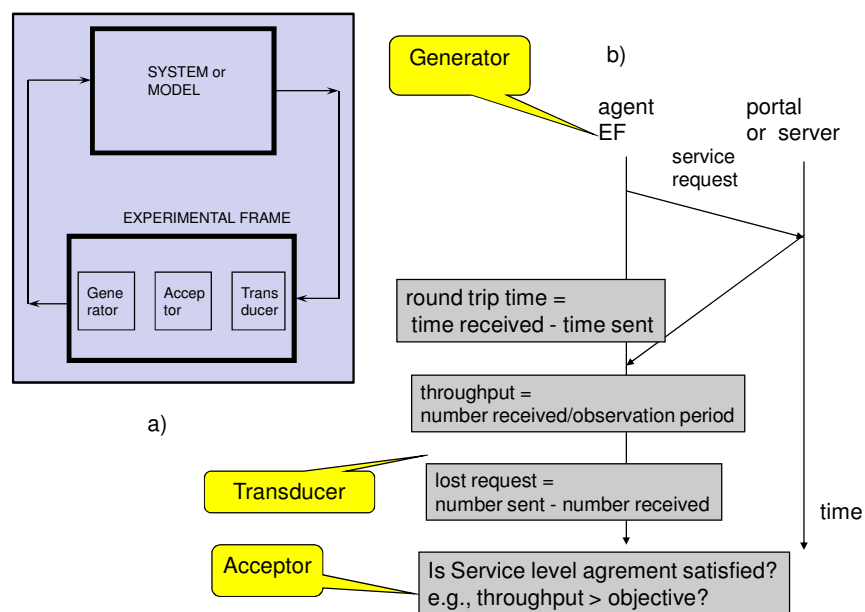 SYSTEM or
MODEL
EXPERIMENTAL FRAME
Gene
rator
Accep
tor
Trans
ducer
a)
Generator
b)
agent
EF
portal
or server
service
request
round trip time =
time received - time sent
throughput =
number received/observation period
Transducer
lost request =
number sent - number received
time
Acceptor
Is Service level agrement satisfied?
e.g., throughput > objective?